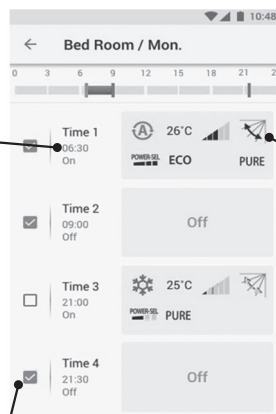 10:48
Bed Room / Mon.
0 3 6 9 12 15 18 21 2
Time 1
06:30
On
A 26°C
POWER-SEL ECO PURE
Time 2
09:00
Off
Off
Time 3
21:00
On
25°C
POWER-SEL PURE
Time 4
21:30
Off
Off